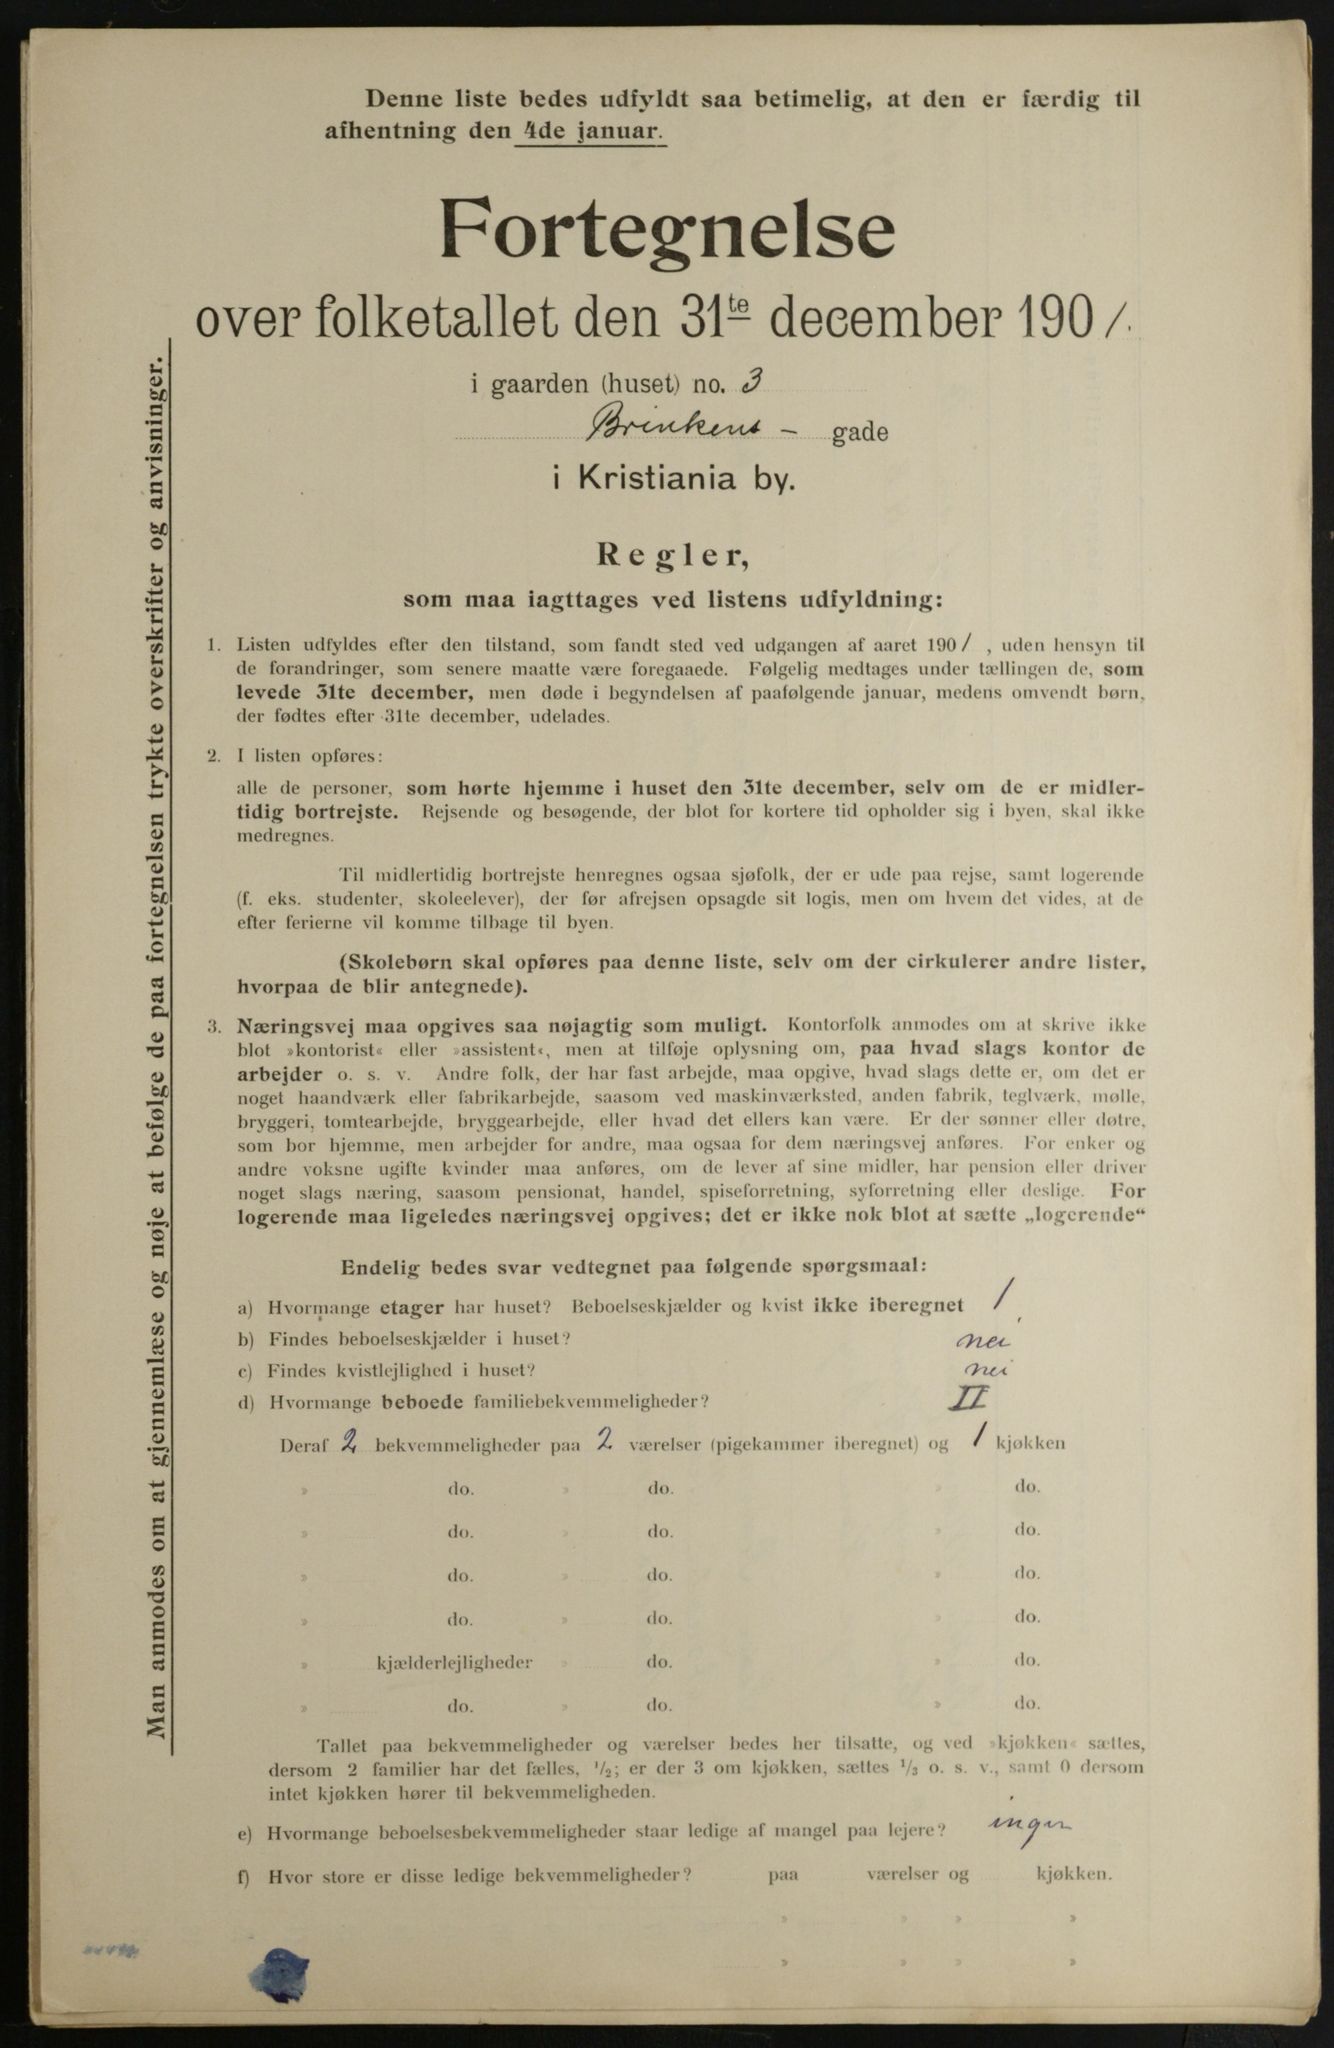 Denne liste bedes udfyldt saa betimelig, at den er færdig til
afhentning den 4de januar.
Fortegnelse
over folketallet den 31te december 190 1.
i gaarden (huset) no. 3
Brinkens – gade
i Kristiania by.
Regler,
som maa iagttages ved listens udfyldning:
1. Listen udfyldes efter den tilstand, som fandt sted ved udgangen af aaret 190 1 , uden hensyn til
de forandringer, som senere maatte være foregaaede. Følgelig medtages under tællingen de, som
levede 31te december, men døde i begyndelsen af paafølgende januar, medens omvendt børn,
der fødtes efter 31te december, udelades.
2. I listen opføres:
alle de personer, som hørte hjemme i huset den 31te december, selv om de er midler-
tidig bortrejste. Rejsende og besøgende, der blot for kortere tid opholder sig i byen, skal ikke
medregnes.
Til midlertidig bortrejste henregnes ogsaa sjøfolk, der er ude paa rejse, samt logerende
(f. eks. studenter, skoleelever), der før afrejsen opsagde sit logis, men om hvem det vides, at de
efter ferierne vil komme tilbage til byen.
(Skolebørn skal opføres paa denne liste, selv om der cirkulerer andre lister,
hvorpaa de blir antegnede).
3. Næringsvej maa opgives saa nøjagtig som muligt. Kontorfolk anmodes om at skrive ikke
blot »kontorist« eller »assistent«, men at tilføje oplysning om, paa hvad slags kontor de
arbejder o. s. v. Andre folk, der har fast arbejde, maa opgive, hvad slags dette er, om det er
noget haandværk eller fabrikarbejde, saasom ved maskinværksted, anden fabrik, teglværk, mølle,
bryggeri, tomtearbejde, bryggearbejde, eller hvad det ellers kan være. Er der sønner eller døtre,
som bor hjemme, men arbejder for andre, maa ogsaa for dem næringsvej anføres. For enker og
andre voksne ugifte kvinder maa anføres, om de lever af sine midler, har pension eller driver
noget slags næring, saasom pensionat, handel, spiseforretning, syforretning eller deslige. For
logerende maa ligeledes næringsvej opgives; det er ikke nok blot at sætte „logerende“
Endelig bedes svar vedtegnet paa følgende spørgsmaal:
a) Hvormange etager har huset? Beboelseskjælder og kvist ikke iberegnet 1
b) Findes beboelseskjælder i huset? nei
c) Findes kvistlejlighed i huset? nei
d) Hvormange beboede familiebekvemmeligheder? II
Deraf 2 bekvemmeligheder paa 2 værelser (pigekammer iberegnet) og 1 kjøkken
» do. » do. » do.
» do. » do. » do.
» do. » do. » do.
» do. » do. » do.
» kjælderlejligheder » do. » do.
» do. » do. » do.
Tallet paa bekvemmeligheder og værelser bedes her tilsatte, og ved »kjøkken« sættes,
dersom 2 familier har det fælles, 1/2; er der 3 om kjøkken, sættes 1/3 o. s. v., samt 0 dersom
intet kjøkken hører til bekvemmeligheden.
e) Hvormange beboelsesbekvemmeligheder staar ledige af mangel paa lejere? ingen
f) Hvor store er disse ledige bekvemmeligheder? paa værelser og kjøkken.
» » » »
» » » »
Man anmodes om at gjennemlæse og nøje at befølge de paa fortegnelsen trykte overskrifter og anvisninger.